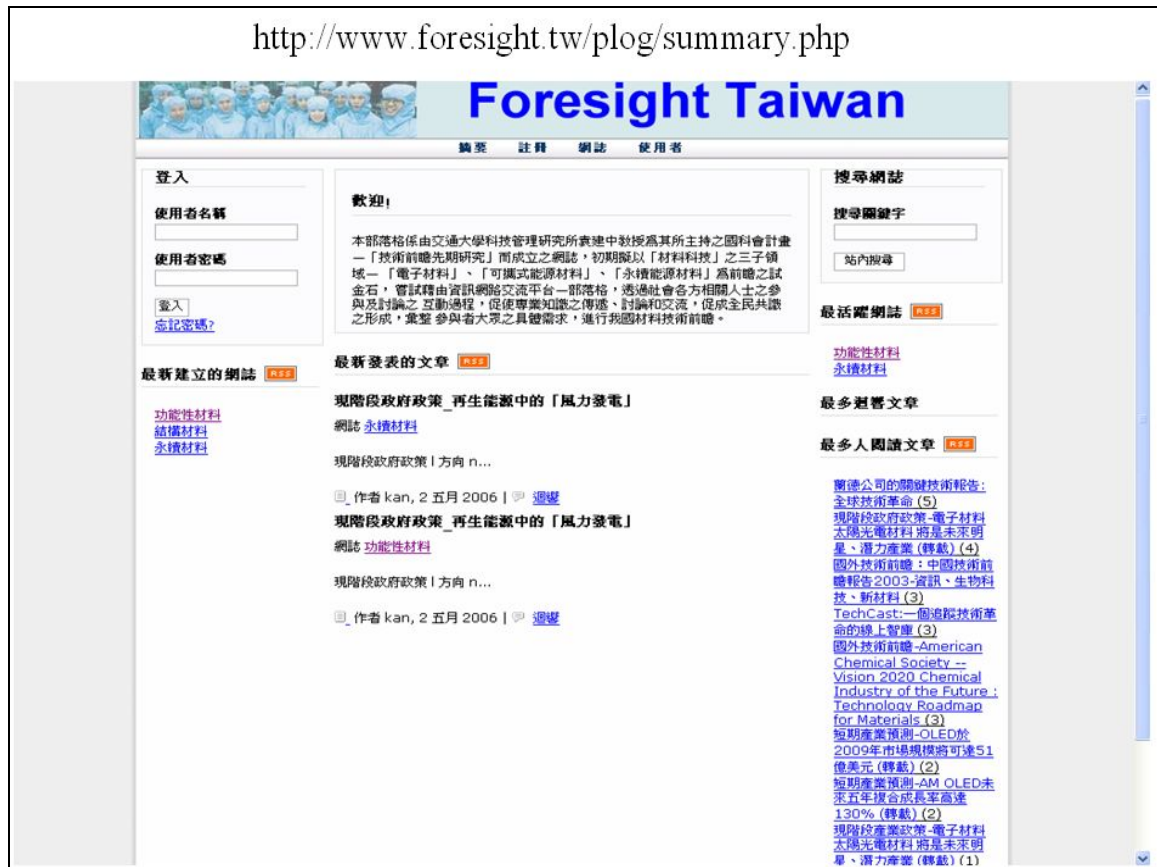 http://www.foresight.tw/plog/summary.php
Foresight Taiwan
摘要 註冊 網誌 使用者
登入
使用者名稱
使用者密碼
登入
忘記密碼?
最新建立的網誌 RSS
功能性材料
結構材料
永續材料
歡迎!
本部落格係由交通大學科技管理研究所袁建中教授為其所主持之國科會計畫
—「技術前瞻先期研究」而成立之網誌，初期擬以「材料科技」之三子領
域—「電子材料」、「可攜式能源材料」、「永續能源材料」為前瞻之試
金石， 嘗試藉由資訊網路交流平台—部落格，透過社會各方相關人士之參
與及討論之 互動過程，促使專業知識之傳遞、討論和交流，促成全民共識
之形成，彙整 參與者大眾之具體需求，進行我國材料技術前瞻。
最新發表的文章 RSS
現階段政府政策_再生能源中的「風力發電」
網誌 永續材料
現階段政府政策 l 方向 n...
作者 kan, 2 五月 2006 | 迴響
現階段政府政策_再生能源中的「風力發電」
網誌 功能性材料
現階段政府政策 l 方向 n...
作者 kan, 2 五月 2006 | 迴響
搜尋網誌
搜尋關鍵字
站內搜尋
最活躍網誌 RSS
功能性材料
永續材料
最多迴響文章
最多人閱讀文章 RSS
蘭德公司的關鍵技術報告:
全球技術革命 (5)
現階段政府政策-電子材料
太陽光電材料 將是未來明
星、潛力產業 (轉載) (4)
國外技術前瞻：中國技術前
瞻報告2003-資訊、生物科
技、新材料 (3)
TechCast:一個追蹤技術革
命的線上智庫 (3)
國外技術前瞻-American
Chemical Society --
Vision 2020 Chemical
Industry of the Future :
Technology Roadmap
for Materials (3)
短期產業預測-OLED於
2009年市場規模將可達51
億美元 (轉載) (2)
短期產業預測-AM OLED未
來五年複合成長率高達
130% (轉載) (2)
現階段產業政策-電子材料
太陽光電材料 將是未來明
星、潛力產業 (轉載) (1)